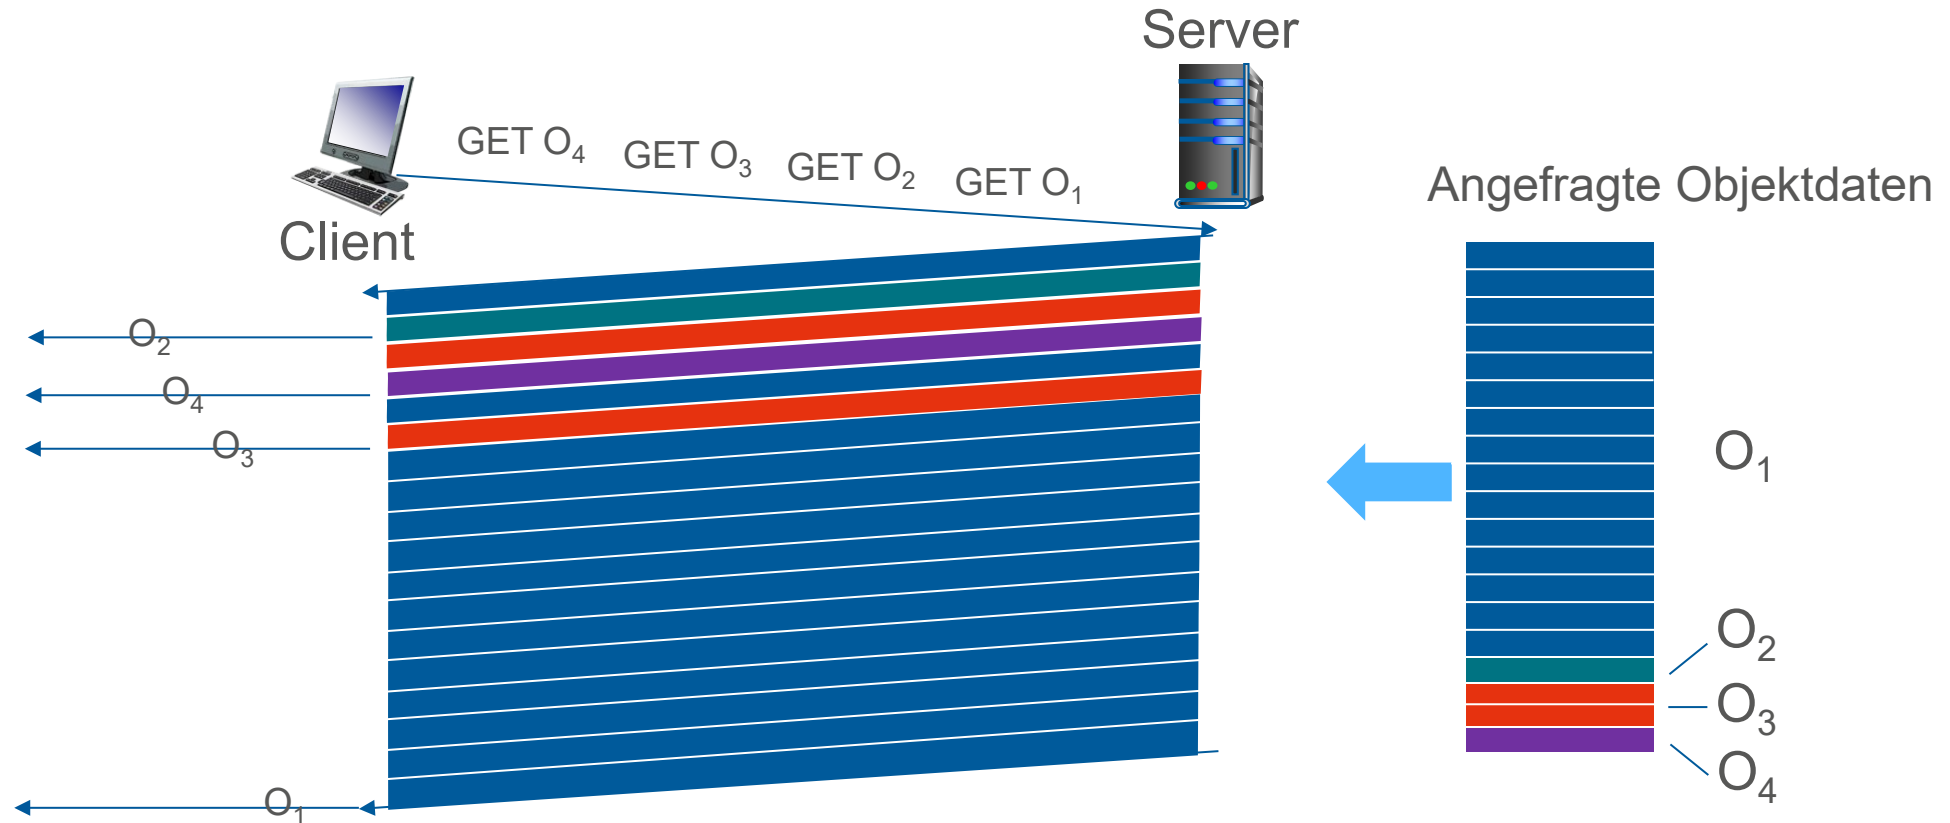 Server
GET O₄
GET O₃
GET O₂
GET O₁
Client
Angefragte Objektdaten
O₂
O₄
O₃
O₁
O₁
O₂
O₃
O₄